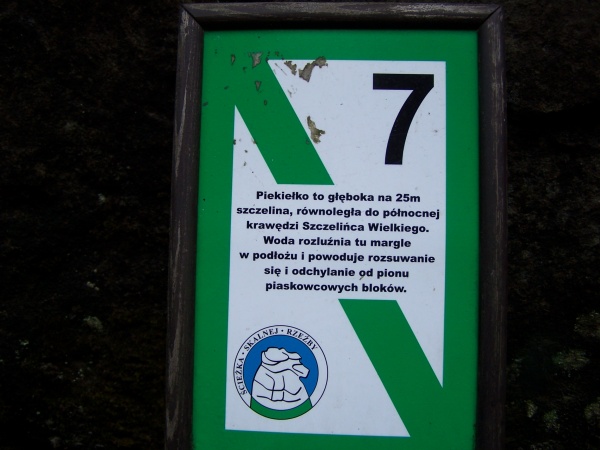 7
Piekiełko to głęboka na 25m
szczelina, równoległa do północnej
krawędzi Szczelińca Wielkiego.
Woda rozluźnia tu margle
w podłożu i powoduje rozsuwanie
się i odchylanie od pionu
piaskowcowych bloków.
ŚCIEŻKA • SKALNEJ • RZEŹBY